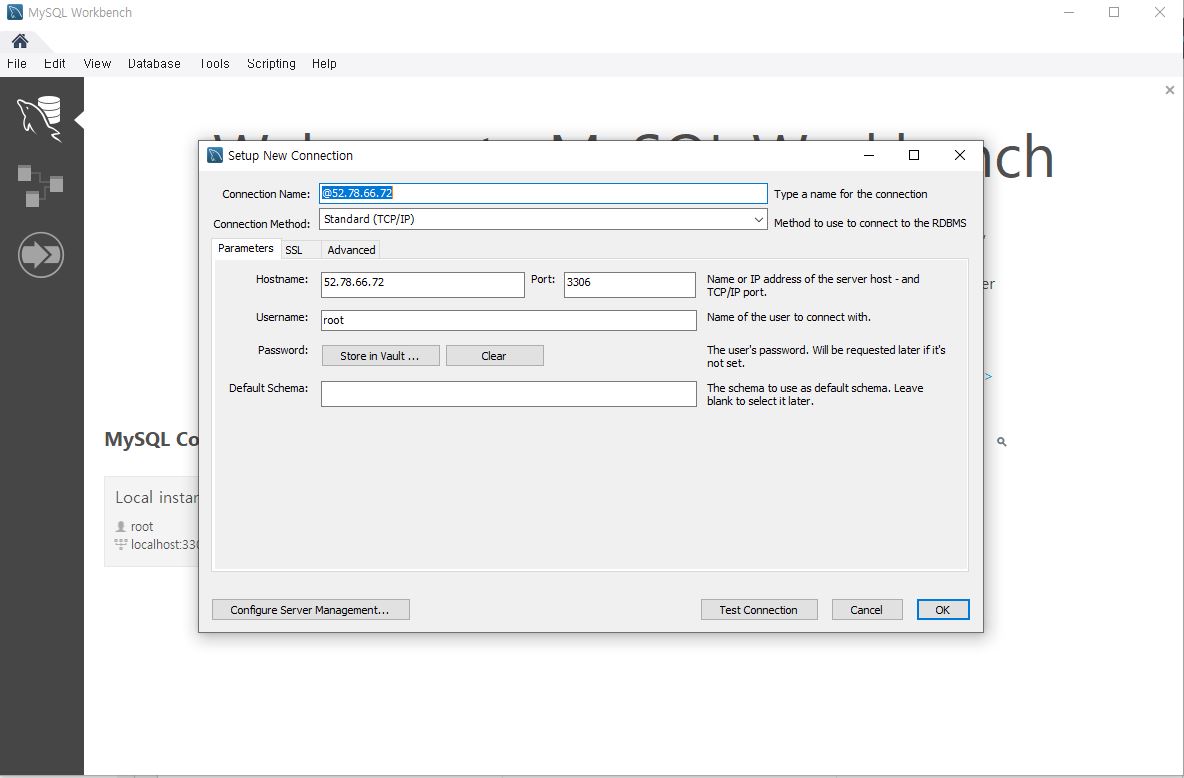 MySQL Workbench
File Edit View Database Tools Scripting Help
Setup New Connection
Connection Name: @52.78.66.72 Type a name for the connection
Connection Method: Standard (TCP/IP) Method to use to connect to the RDBMS
Parameters SSL Advanced
Hostname: 52.78.66.72 Port: 3306 Name or IP address of the server host - and
TCP/IP port.
Username: root Name of the user to connect with.
Password: Store in Vault ... Clear The user's password. Will be requested later if it's
not set.
Default Schema: The schema to use as default schema. Leave
blank to select it later.
MySQL Co
Local instan
root
localhost:330
Configure Server Management... Test Connection Cancel OK